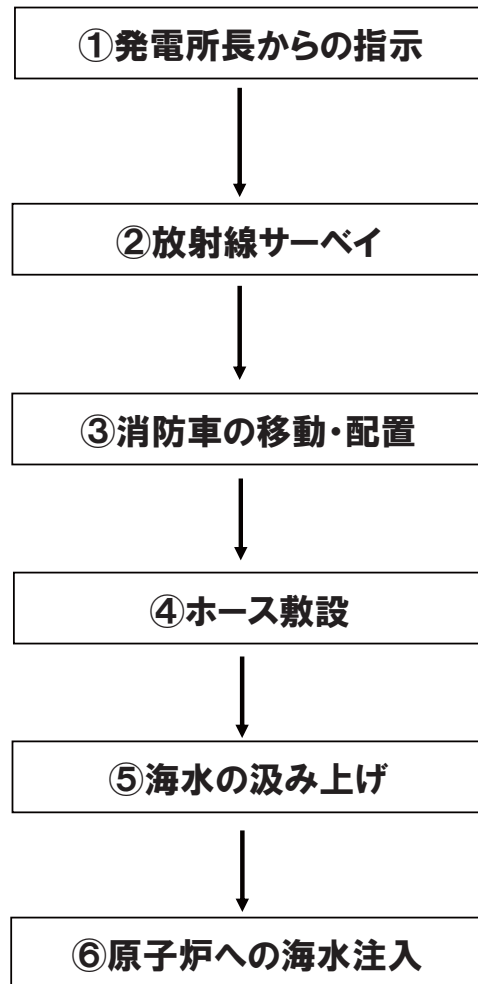 ①発電所長からの指示
②放射線サーベイ
③消防車の移動・配置
④ホース敷設
⑤海水の汲み上げ
⑥原子炉への海水注入